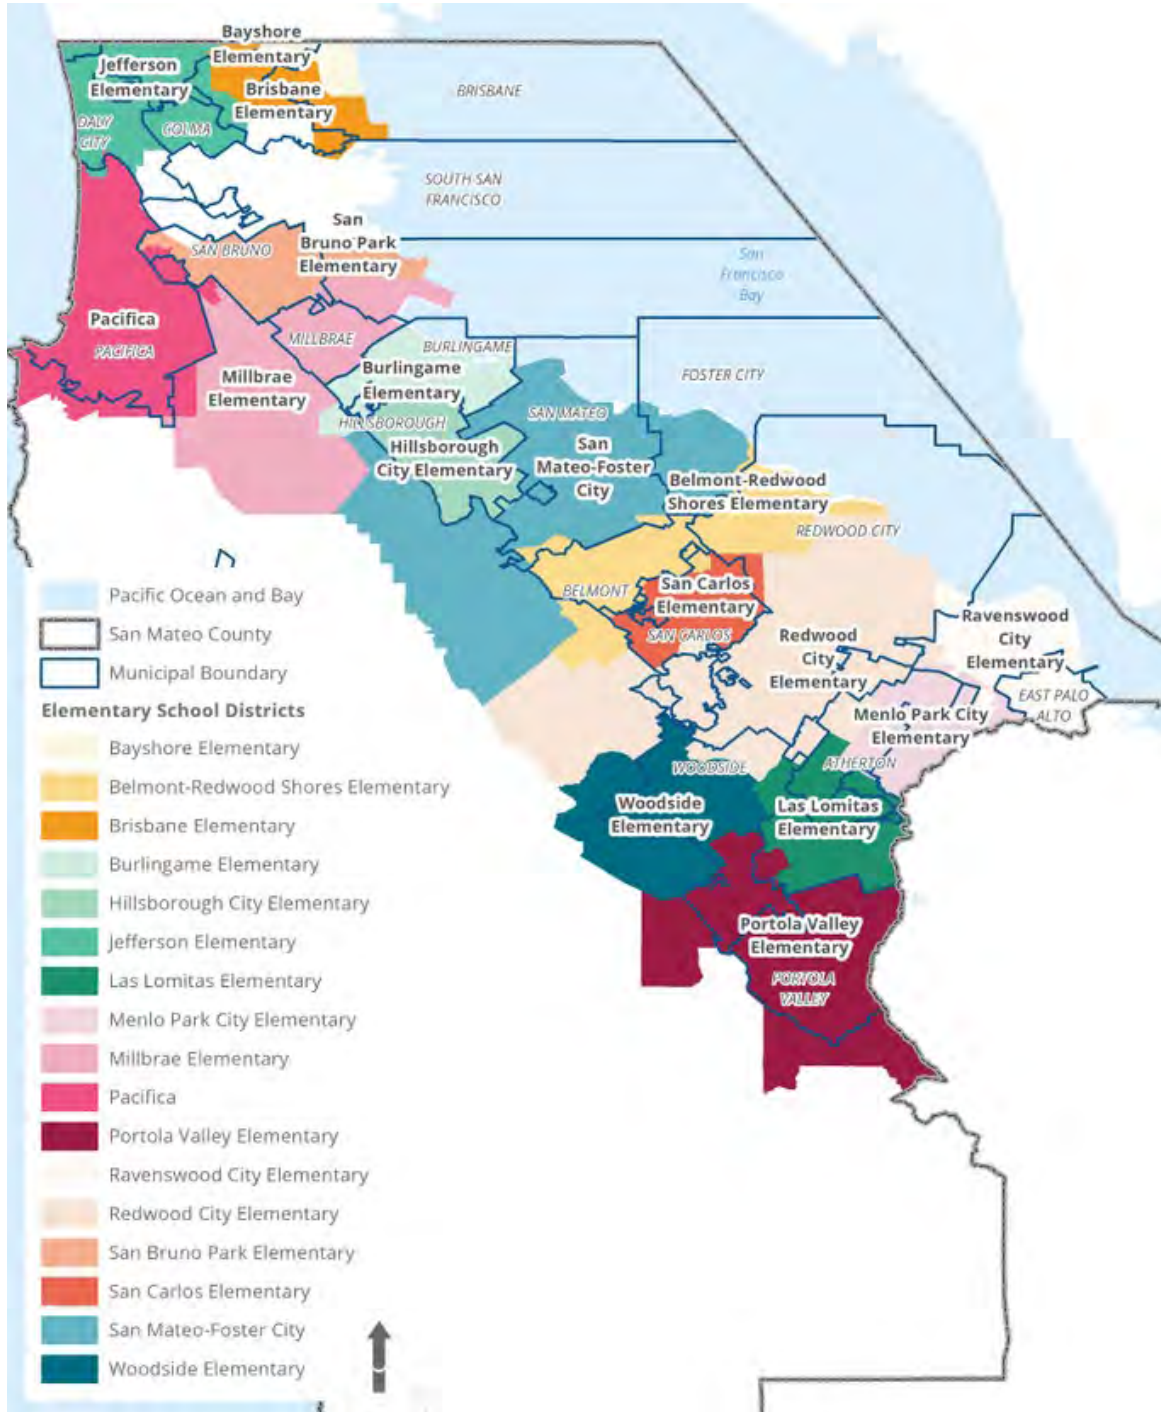 Bayshore
Elementary
Jefferson
Elementary
Brisbane
Elementary
BRISBANE
DALY
CITY
COLMA
SOUTH SAN
FRANCISCO
San
Bruno Park
Elementary
SAN BRUNO
San
Francisco
Bay
Pacifica
PACIFICA
MILLBRAE
BURLINGAME
Millbrae
Elementary
Burlingame
Elementary
FOSTER CITY
HILLSBOROUGH
SAN MATEO
Hillsborough
City Elementary
San
Mateo-Foster
City
Belmont-Redwood
Shores Elementary
REDWOOD CITY
BELMONT
San Carlos
Elementary
SAN CARLOS
Redwood
City
Elementary
Ravenswood
City
Elementary
EAST PALO
ALTO
Menlo Park City
Elementary
WOODSIDE
ATHERTON
Woodside
Elementary
Las Lomitas
Elementary
Portola Valley
Elementary
PORTOLA
VALLEY
Pacific Ocean and Bay
San Mateo County
Municipal Boundary
Elementary School Districts
Bayshore Elementary
Belmont-Redwood Shores Elementary
Brisbane Elementary
Burlingame Elementary
Hillsborough City Elementary
Jefferson Elementary
Las Lomitas Elementary
Menlo Park City Elementary
Millbrae Elementary
Pacifica
Portola Valley Elementary
Ravenswood City Elementary
Redwood City Elementary
San Bruno Park Elementary
San Carlos Elementary
San Mateo-Foster City
Woodside Elementary